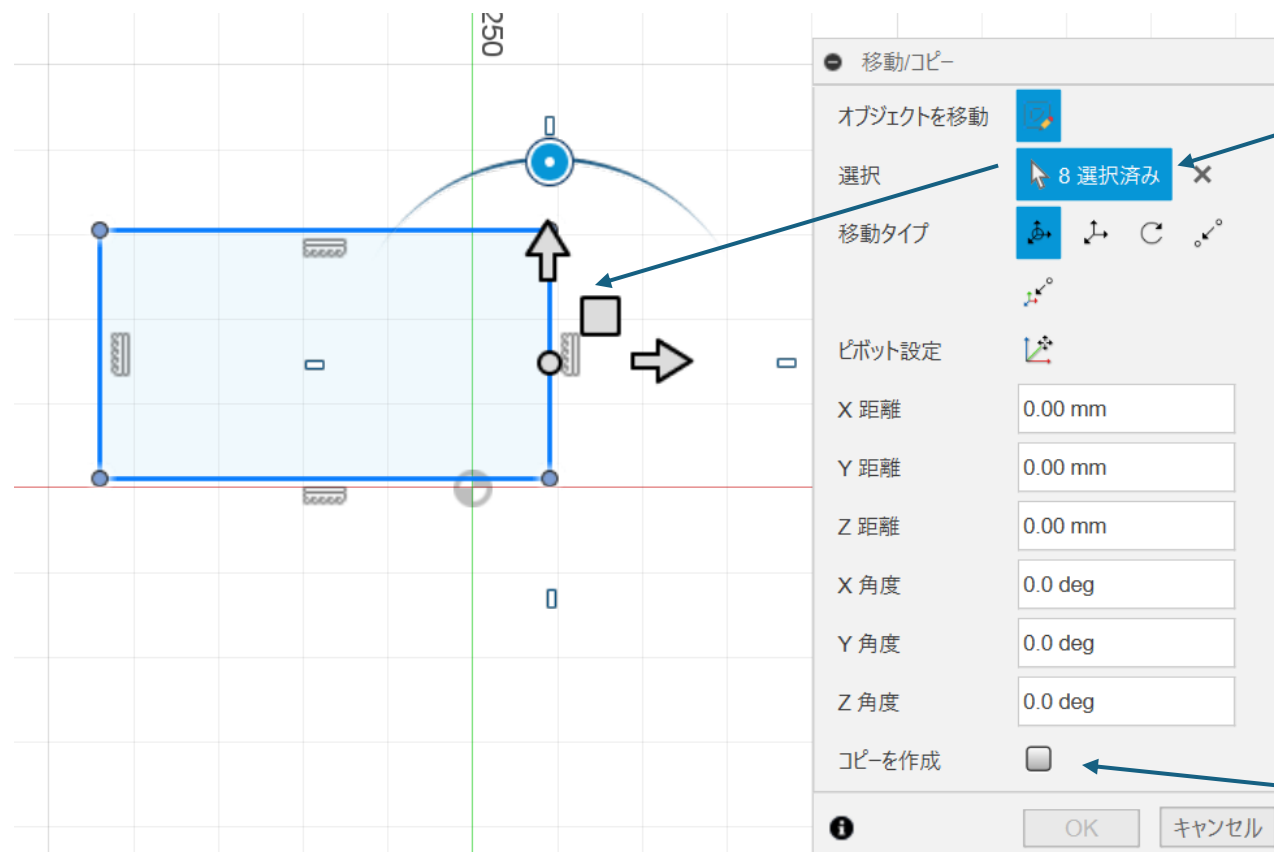 250
移動/コピー
オブジェクトを移動
選択
8 選択済み
移動タイプ
ピボット設定
X 距離
0.00 mm
Y 距離
0.00 mm
Z 距離
0.00 mm
X 角度
0.0 deg
Y 角度
0.0 deg
Z 角度
0.0 deg
コピーを作成
OK
キャンセル